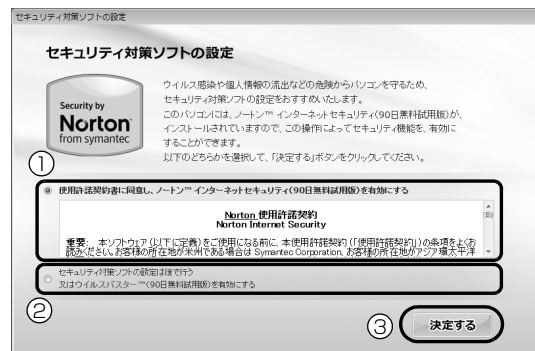 セキュリティ対策ソフトの設定
セキュリティ対策ソフトの設定
Security by
Norton
from symantec
ウイルス感染や個人情報の流出などの危険からパソコンを守るため、
セキュリティ対策ソフトの設定をおすすめいたします。
このパソコンには、ノートン™ インターネットセキュリティ(90日無料試用版)が、
インストールされていますので、この操作によってセキュリティ機能を、有効に
することができます。
以下のどちらかを選択して、「決定する」ボタンをクリックしてください。
①
使用許諾契約書に同意し、ノートン™ インターネットセキュリティ(90日無料試用版)を有効にする
Norton 使用許諾契約
Norton Internet Security
重要: 本ソフトウェア (以下に定義) をご使用になる前に、本使用許諾契約 (「使用許諾契約」) の条項をよくお
読みください。お客様の所在地が米州である場合は Symantec Corporation、お客様の所在地がアジア環太平洋
セキュリティ対策ソフトの設定は後で行う
又はウイルスバスター™(90日無料試用版)を有効にする
②
③
決定する